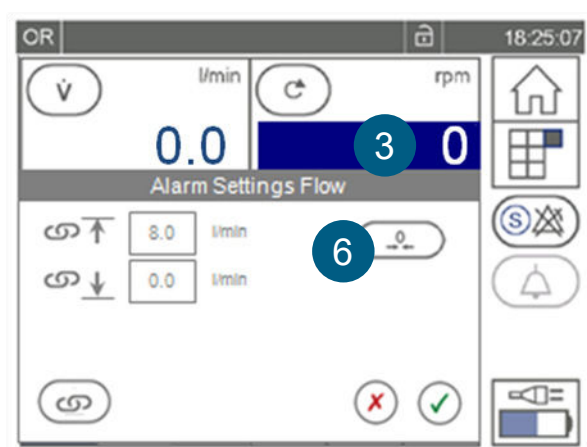 OR 18:25:07
V̇ l/min rpm
0.0 3 0
Alarm Settings Flow
S
8.0 l/min 6 0
0.0 l/min